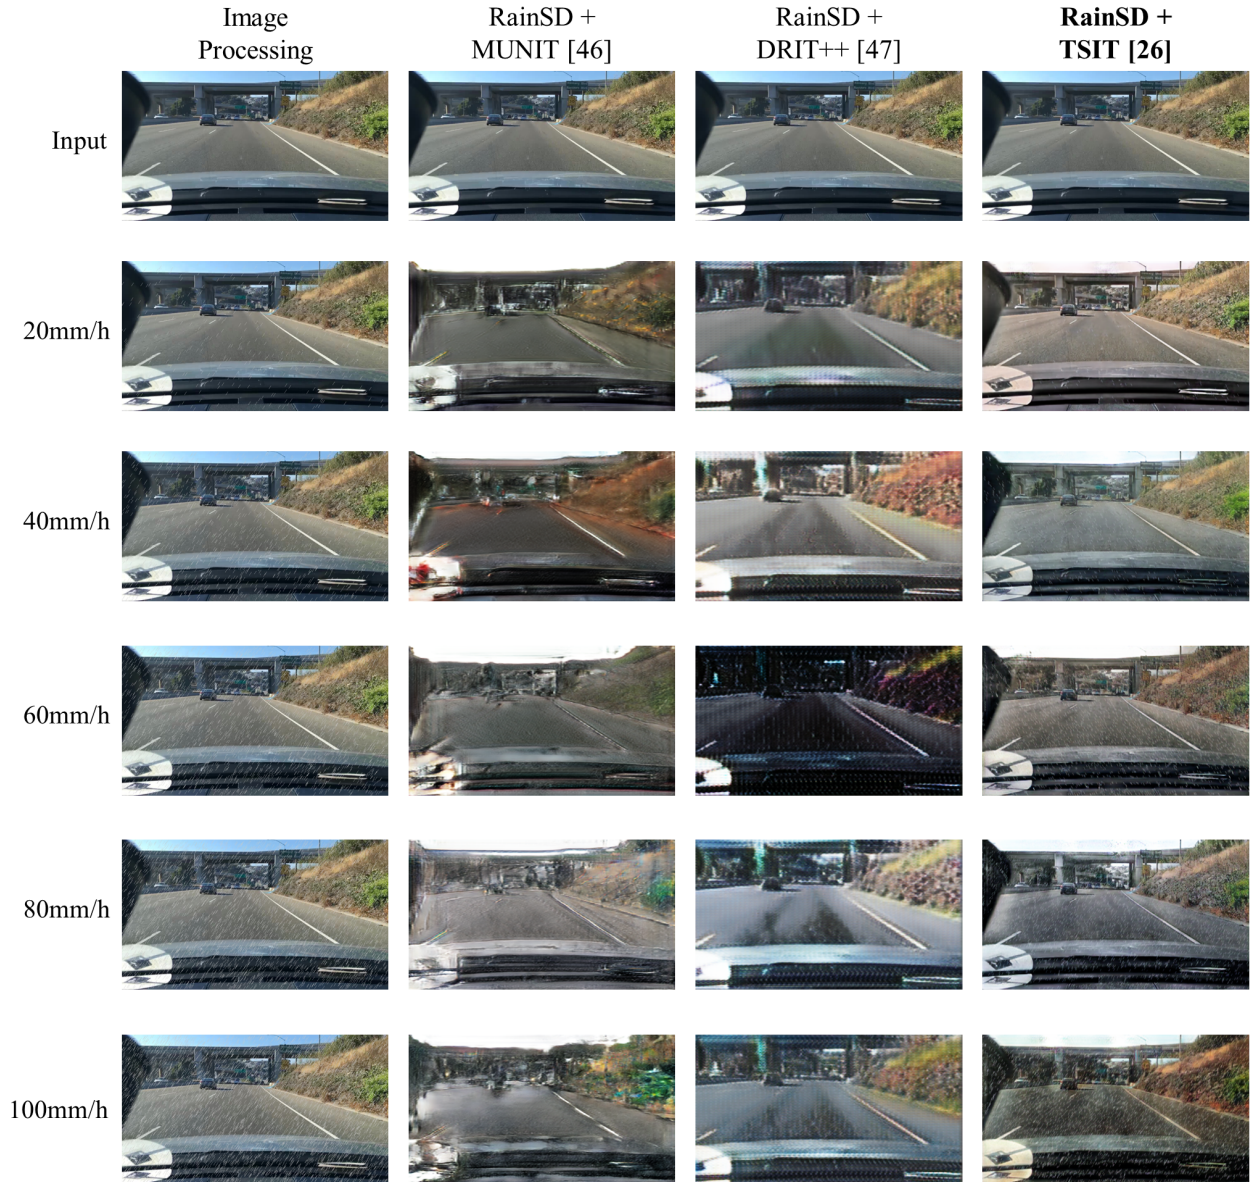 Image
Processing
RainSD +
MUNIT [46]
RainSD +
DRIT++ [47]
RainSD +
TSIT [26]
Input
20mm/h
40mm/h
60mm/h
80mm/h
100mm/h